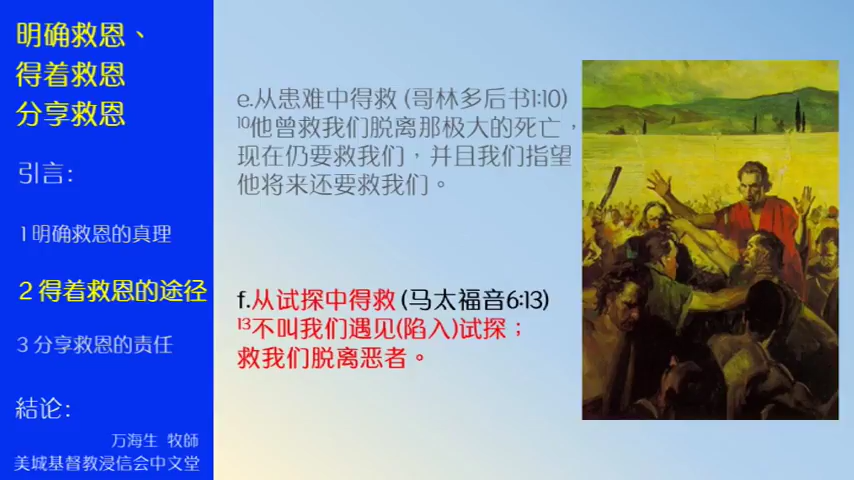 明确救恩、
得着救恩
分享救恩
引言:
1 明确救恩的真理
2 得着救恩的途径
3 分享救恩的责任
結论:
万海生 牧師
美城基督教浸信会中文堂
e.从患难中得救 (哥林多后书1:10)
10他曾救我们脱离那极大的死亡，
现在仍要救我们，并且我们指望
他将来还要救我们。
f.从试探中得救 (马太福音6:13)
13不叫我们遇见(陷入)试探；
救我们脱离恶者。